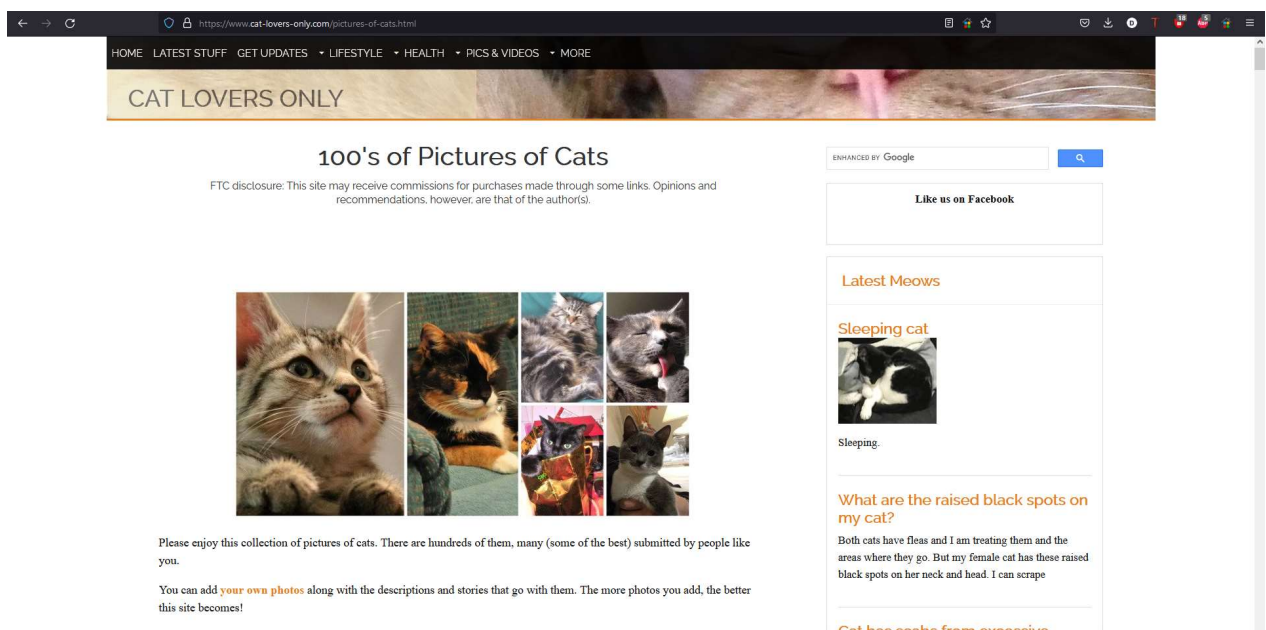 https://www.cat-lovers-only.com/pictures-of-cats.html
18
5
HOME LATEST STUFF GET UPDATES LIFESTYLE HEALTH PICS & VIDEOS MORE
CAT LOVERS ONLY
100's of Pictures of Cats
FTC disclosure: This site may receive commissions for purchases made through some links. Opinions and
recommendations, however, are that of the author(s).
Please enjoy this collection of pictures of cats. There are hundreds of them, many (some of the best) submitted by people like
you.
You can add your own photos along with the descriptions and stories that go with them. The more photos you add, the better
this site becomes!
ENHANCED BY Google
Like us on Facebook
Latest Meows
Sleeping cat
Sleeping.
What are the raised black spots on
my cat?
Both cats have fleas and I am treating them and the
areas where they go. But my female cat has these raised
black spots on her neck and head. I can scrape